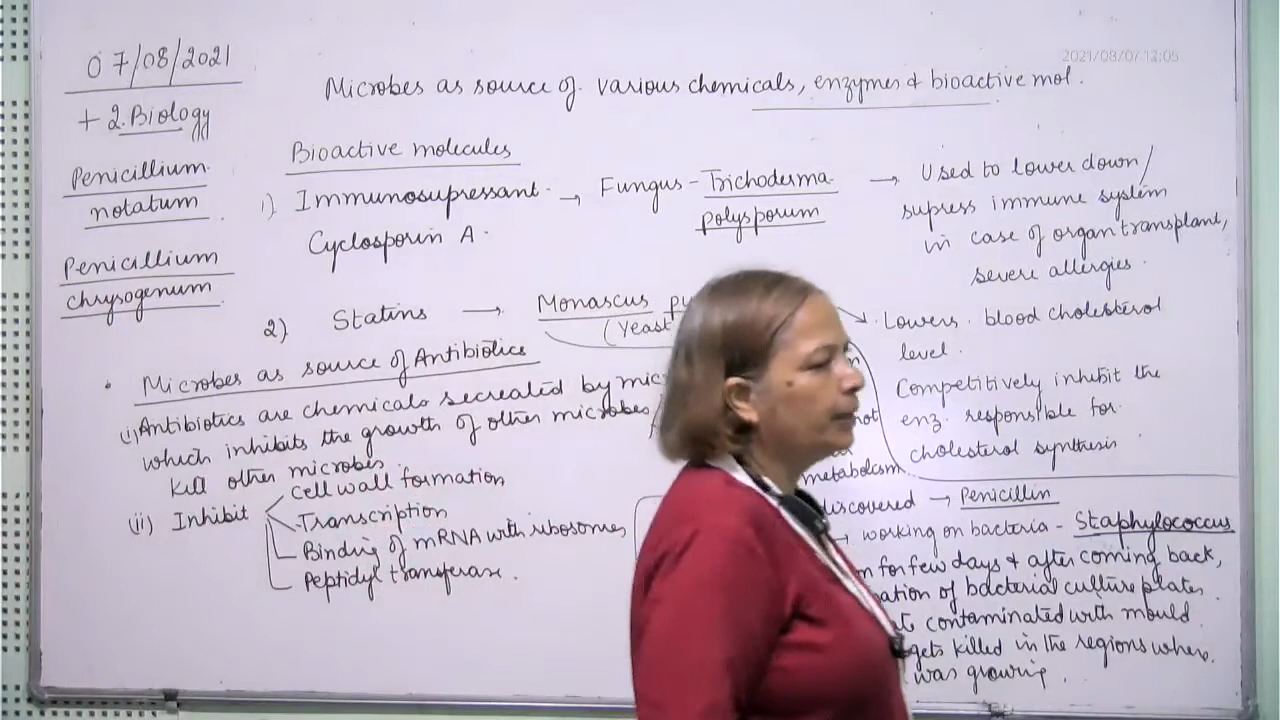 07/08/2021
+2 Biology
2021/08/07 12:05
Microbes as source of various chemicals, enzymes & bioactive mol.
Penicillium
notatum
Penicillium
chrysogenum
Bioactive molecules
1) Immunosupressant → Fungus - Trichoderma
polysporum
Cyclosporin A
→ Used to lower down/
supress immune system
in case of organ transplant,
severe allergies
2) Statins → Monascus
(Yeast
Lowers blood cholesterol
level.
Competitively inhibit the
enz. responsible for
cholesterol synthesis
not
metabolism
• Microbes as source of Antibiotics
(i) Antibiotics are chemicals secreated by
which inhibits the growth of other microbes/
kill other microbes
(ii) Inhibit
Cell wall formation
Transcription
Binding of mRNA with ribosomes,
Peptidyl transferase.
discovered → Penicillin
→ working on bacteria - Staphylococcus
for few days & after coming back,
of bacterial culture plates.
contaminated with mould
gets killed in the regions where
was growing.